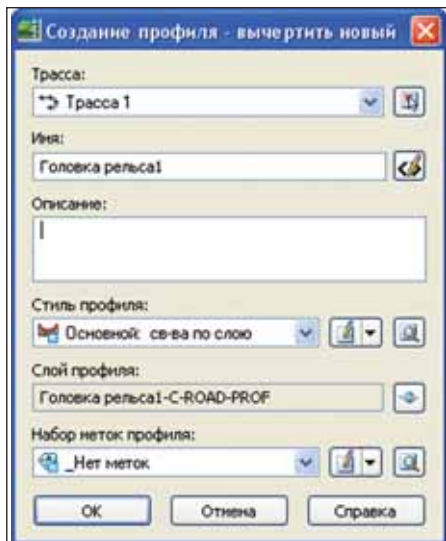 Создание профиля - вычертить новый
Трасса:
Трасса 1
Имя:
Головка рельса1
Описание:
Стиль профиля:
Основной: св-ва по слою
Слой профиля:
Головка рельса1-C-ROAD-PROF
Набор меток профиля:
_Нет меток
ОК
Отмена
Справка